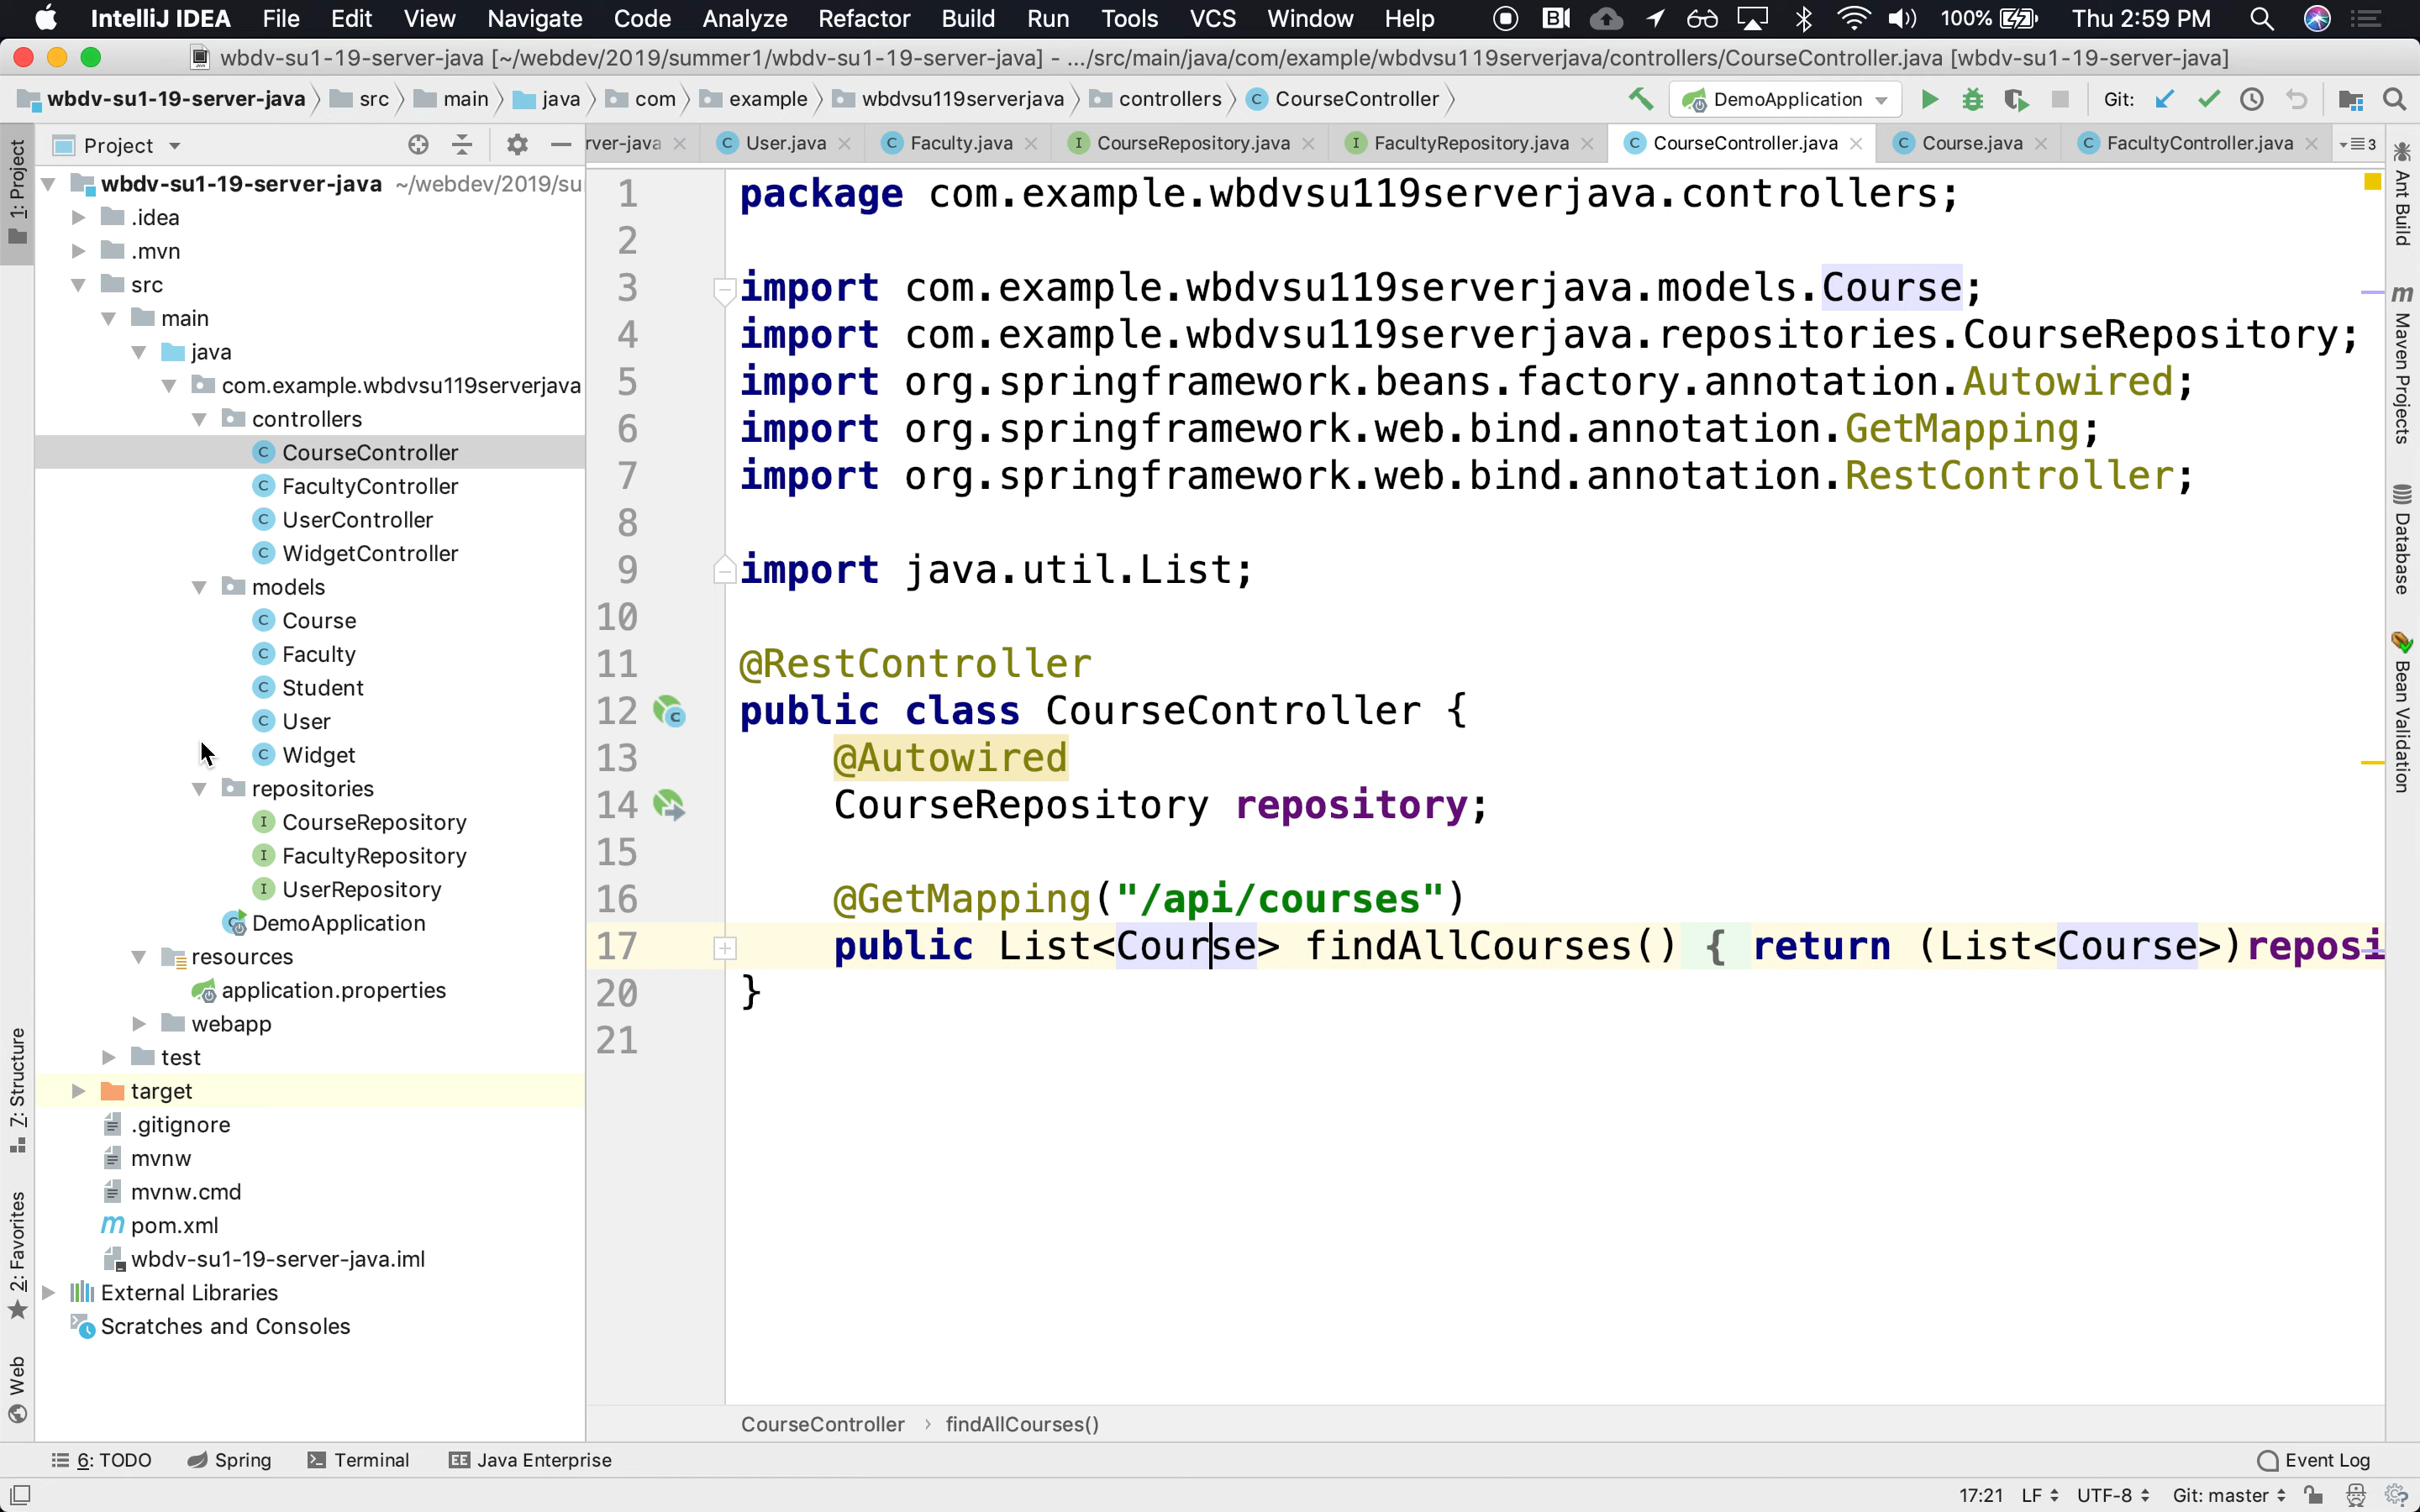 IntelliJ IDEA File Edit View Navigate Code Analyze Refactor Build Run Tools VCS Window Help 100% Thu 2:59 PM
wbdv-su1-19-server-java [~/webdev/2019/summer1/wbdv-su1-19-server-java] - .../src/main/java/com/example/wbdvsu119serverjava/controllers/CourseController.java [wbdv-su1-19-server-java]
wbdv-su1-19-server-java src main java com example wbdvsu119serverjava controllers CourseController DemoApplication Git:
Project rver-java User.java Faculty.java CourseRepository.java FacultyRepository.java CourseController.java Course.java FacultyController.java 3
1: Project
Z: Structure
2: Favorites
Web
wbdv-su1-19-server-java ~/webdev/2019/su
.idea
.mvn
src
main
java
com.example.wbdvsu119serverjava
controllers
CourseController
FacultyController
UserController
WidgetController
models
Course
Faculty
Student
User
Widget
repositories
CourseRepository
FacultyRepository
UserRepository
DemoApplication
resources
application.properties
webapp
test
target
.gitignore
mvnw
mvnw.cmd
pom.xml
wbdv-su1-19-server-java.iml
External Libraries
Scratches and Consoles
1 package com.example.wbdvsu119serverjava.controllers;
2
3 import com.example.wbdvsu119serverjava.models.Course;
4 import com.example.wbdvsu119serverjava.repositories.CourseRepository;
5 import org.springframework.beans.factory.annotation.Autowired;
6 import org.springframework.web.bind.annotation.GetMapping;
7 import org.springframework.web.bind.annotation.RestController;
8
9 import java.util.List;
10
11 @RestController
12 public class CourseController {
13 @Autowired
14 CourseRepository repository;
15
16 @GetMapping("/api/courses")
17 public List<Course> findAllCourses() { return (List<Course>)reposi
20 }
21
Ant Build
Maven Projects
Database
Bean Validation
CourseController › findAllCourses()
6: TODO Spring Terminal Java Enterprise Event Log
17:21 LF UTF-8 Git: master